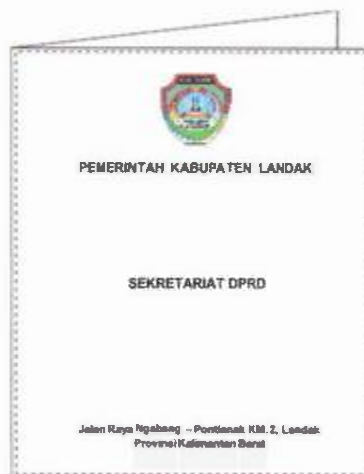 PEMERINTAH KABUPATEN LANDAK
SEKRETARIAT DPRD
Jalan Raya Ngabang - Pontianak KM. 2, Landak
Provinsi Kalimantan Barat